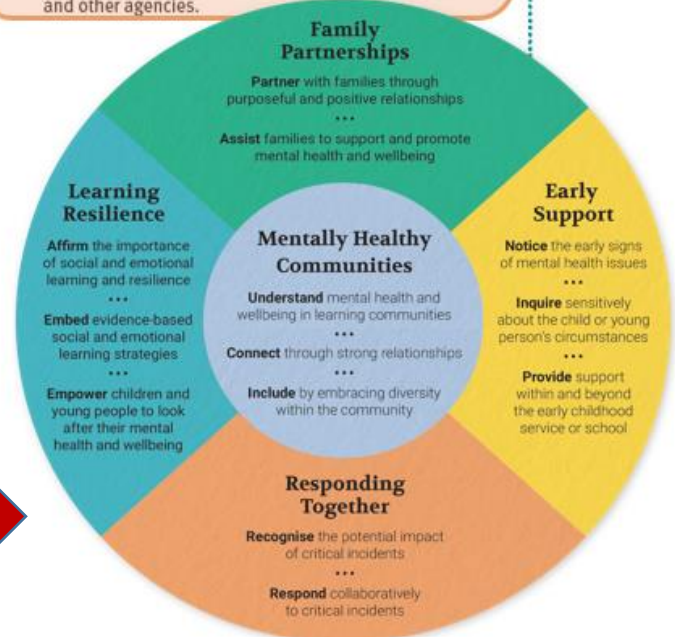 and other agencies.
Family
Partnerships
Partner with families through
purposeful and positive relationships
•••
Assist families to support and promote
mental health and wellbeing
Learning
Resilience
Affirm the importance
of social and emotional
learning and resilience
•••
Embed evidence-based
social and emotional
learning strategies
•••
Empower children and
young people to look
after their mental
health and wellbeing
Mentally Healthy
Communities
Understand mental health and
wellbeing in learning communities
•••
Connect through strong relationships
•••
Include by embracing diversity
within the community
Early
Support
Notice the early signs
of mental health issues
•••
Inquire sensitively
about the child or young
person's circumstances
•••
Provide support
within and beyond
the early childhood
service or school
Responding
Together
Recognise the potential impact
of critical incidents
•••
Respond collaboratively
to critical incidents